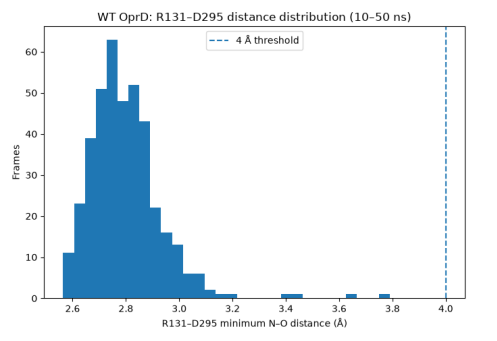 WT OprD: R131–D295 distance distribution (10–50 ns)
4 Å threshold
Frames
60
50
40
30
20
10
0
2.6 2.8 3.0 3.2 3.4 3.6 3.8 4.0
R131–D295 minimum N–O distance (Å)